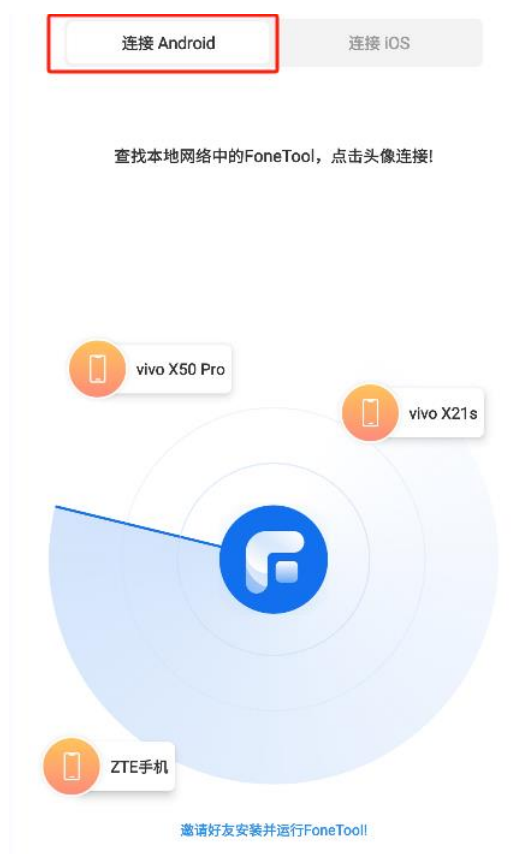 连接 Android
连接 iOS
查找本地网络中的FoneTool，点击头像连接!
vivo X50 Pro
vivo X21s
ZTE手机
邀请好友安装并运行FoneTool!